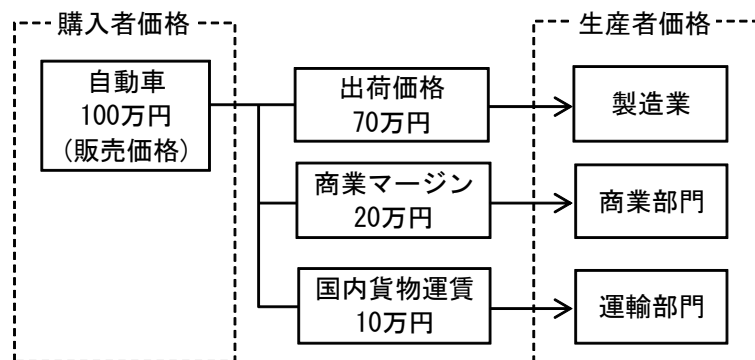 購入者価格
自動車
100万円
(販売価格)
出荷価格
70万円
商業マージン
20万円
国内貨物運賃
10万円
生産者価格
製造業
商業部門
運輸部門